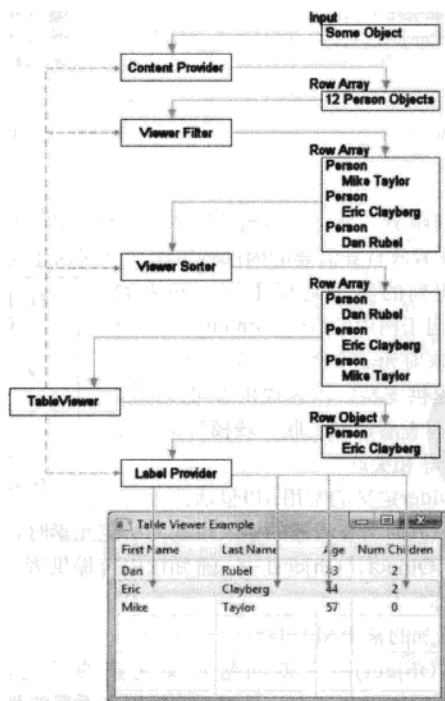 Input
Some Object
Content Provider
Row Array
12 Person Objects
Viewer Filter
Row Array
Person
Mike Taylor
Person
Eric Clayberg
Person
Dan Rubel
Viewer Sorter
Row Array
Person
Dan Rubel
Person
Eric Clayberg
Person
Mike Taylor
TableViewer
Row Object
Person
Eric Clayberg
Label Provider
Table Viewer Example
First Name Last Name Age Num Children
Dan Rubel 43 2
Eric Clayberg 44 2
Mike Taylor 57 0